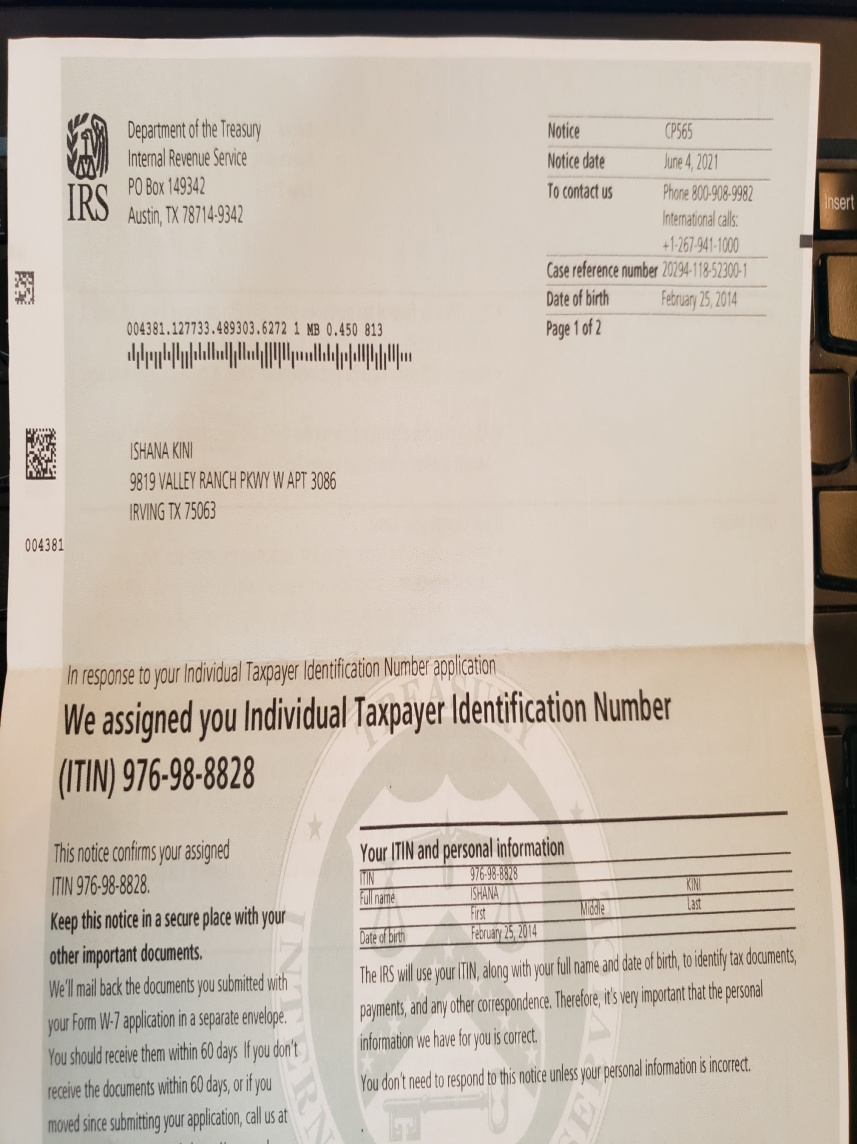 Insert
IRS
Department of the Treasury
Internal Revenue Service
PO Box 149342
Austin, TX 78714-9342
Notice CP565
Notice date June 4, 2021
To contact us Phone 800-908-9982
International calls:
+1-267-941-1000
Case reference number 20294-118-52300-1
Date of birth February 25, 2014
Page 1 of 2
004381.127733.489303.6272 1 MB 0.450 813
ISHANA KINI
9819 VALLEY RANCH PKWY W APT 3086
IRVING TX 75063
004381
In response to your Individual Taxpayer Identification Number application
We assigned you Individual Taxpayer Identification Number
(ITIN) 976-98-8828
This notice confirms your assigned
ITIN 976-98-8828.
Keep this notice in a secure place with your
other important documents.
We'll mail back the documents you submitted with
your Form W-7 application in a separate envelope.
You should receive them within 60 days If you don't
receive the documents within 60 days, or if you
moved since submitting your application, call us at
Your ITIN and personal information
ITIN 976-98-8828
Full name ISHANA KINI
First Middle Last
Date of birth February 25, 2014
The IRS will use your ITIN, along with your full name and date of birth, to identify tax documents,
payments, and any other correspondence. Therefore, it's very important that the personal
information we have for you is correct.
You don't need to respond to this notice unless your personal information is incorrect.